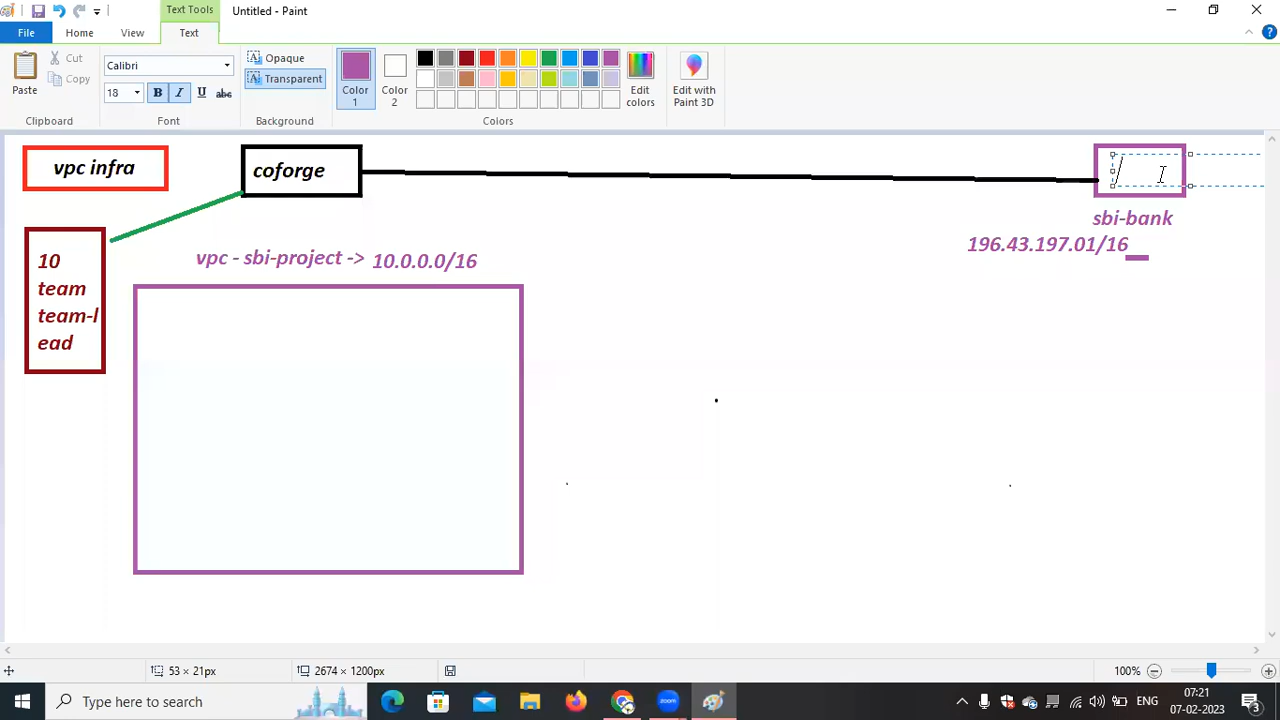 Untitled - Paint
Text Tools
File
Home
View
Text
Paste
Cut
Copy
Clipboard
Calibri
18
B
I
U
abc
Font
Opaque
Transparent
Background
Color 1
Color 2
Edit colors
Colors
Edit with Paint 3D
vpc infra
coforge
sbi-bank
196.43.197.01/16
10
team
team-l
ead
vpc - sbi-project -> 10.0.0.0/16
53 × 21px
2674 × 1200px
100%
Type here to search
zoom
ENG
07:21
07-02-2023
3